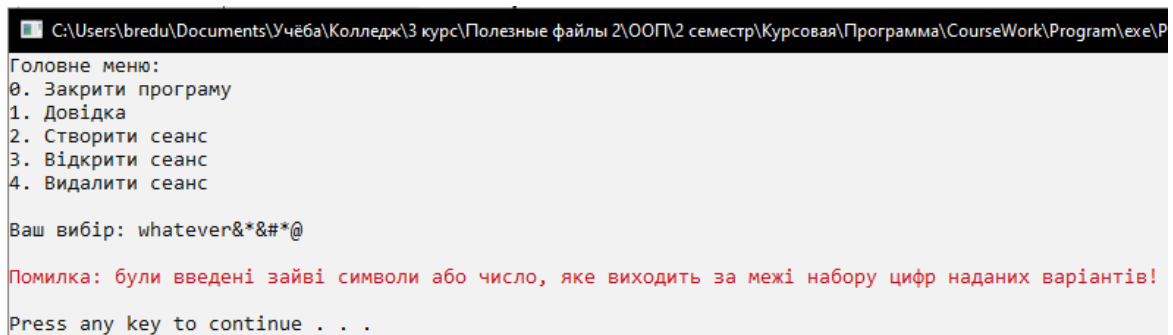 C:\Users\bredu\Documents\Учёба\Колледж\3 курс\Полезные файлы 2\ООП\2 семестр\Курсовая\Программа\CourseWork\Program\exe\P
Головне меню:
0. Закрити програму
1. Довідка
2. Створити сеанс
3. Відкрити сеанс
4. Видалити сеанс
Ваш вибір: whatever&*&#*@
Помилка: були введені зайві символи або число, яке виходить за межі набору цифр наданих варіантів!
Press any key to continue . . .